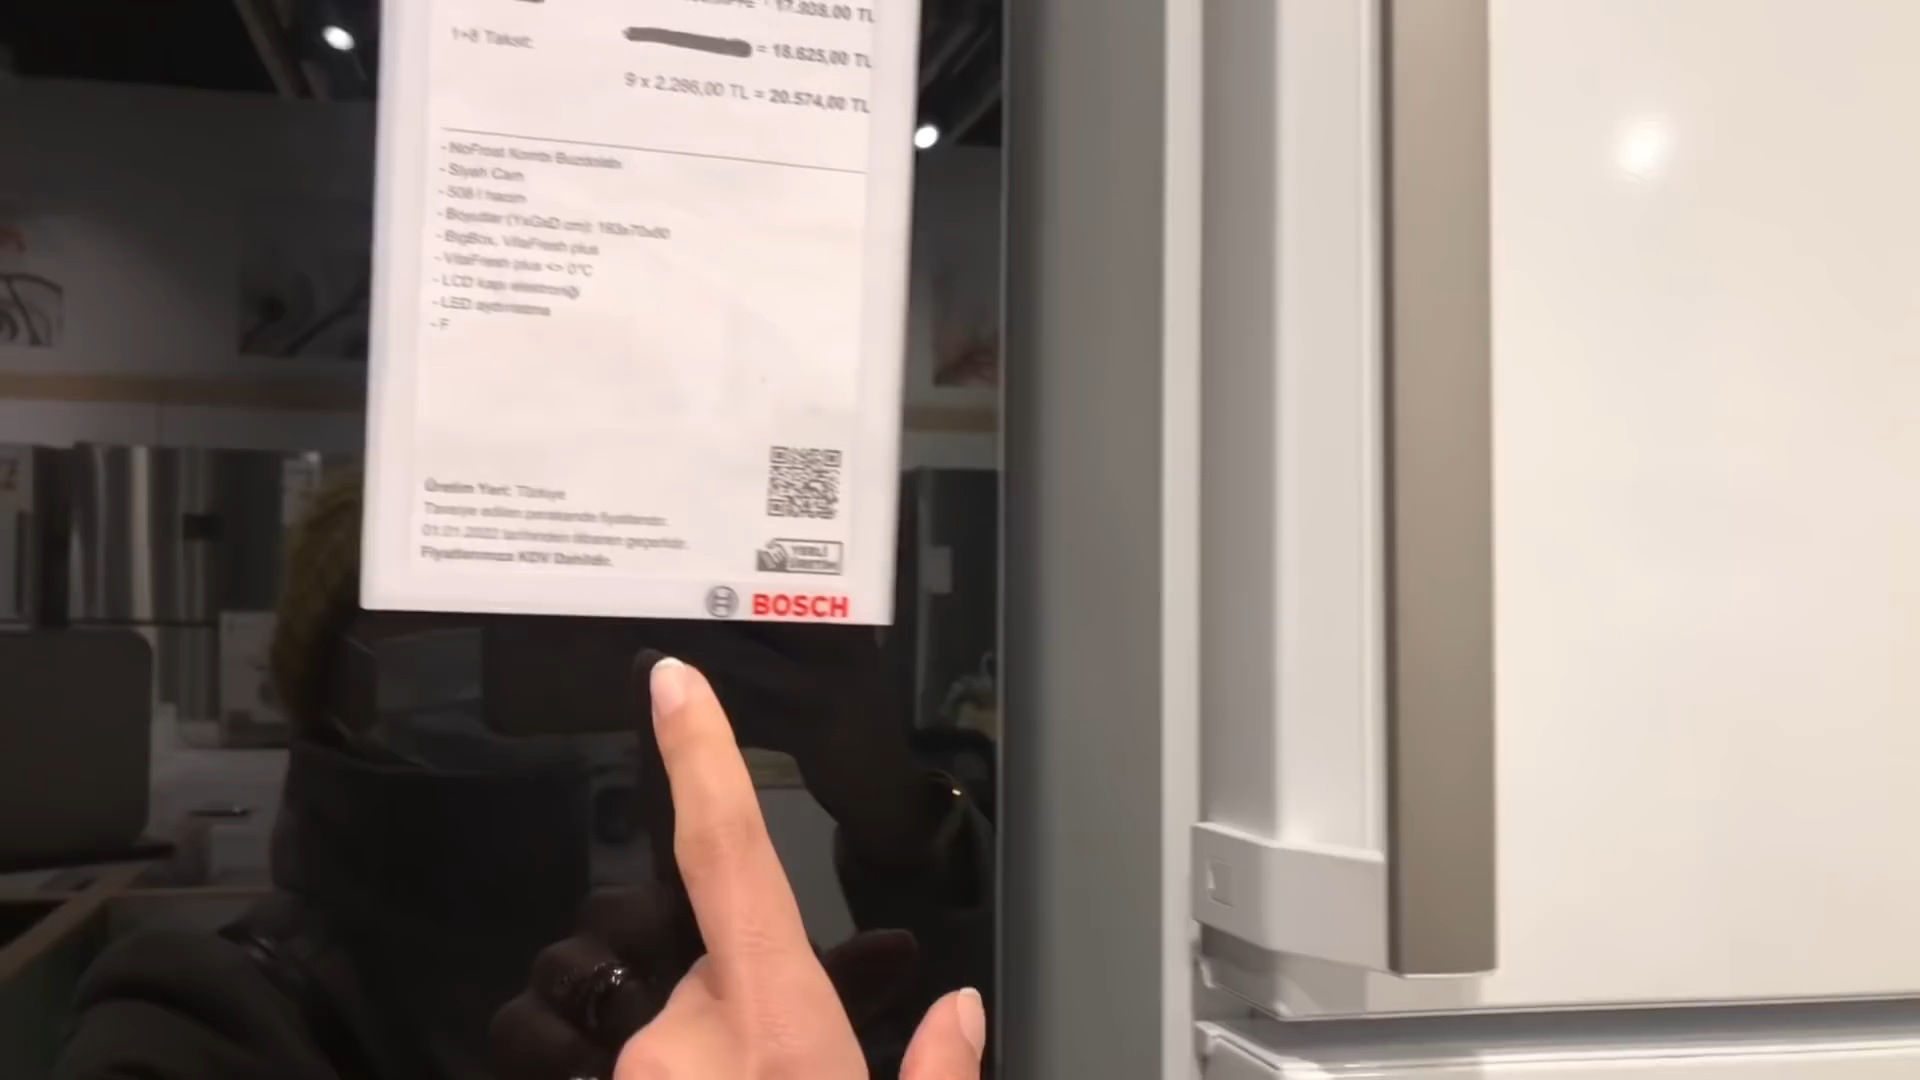 17.938,00 TL
1+8 Taksit: = 18.625,00 TL
9 x 2.286,00 TL = 20.574,00 TL
- NoFrost Kombi Buzdolabı
- Siyah Cam
- 508 l hacim
- Boyutlar (YxGxD cm): 193x70x80
- BigBox, VitaFresh plus
- VitaFresh plus <> 0°C
- LCD kapı elektroniği
- LED aydınlatma
- F
Üretim Yeri: Türkiye
Tavsiye edilen perakende fiyatlarıdır.
01.01.2022 tarihinden itibaren geçerlidir.
Fiyatlarımıza KDV Dahildir.
YERLİ
ÜRETİM
BOSCH